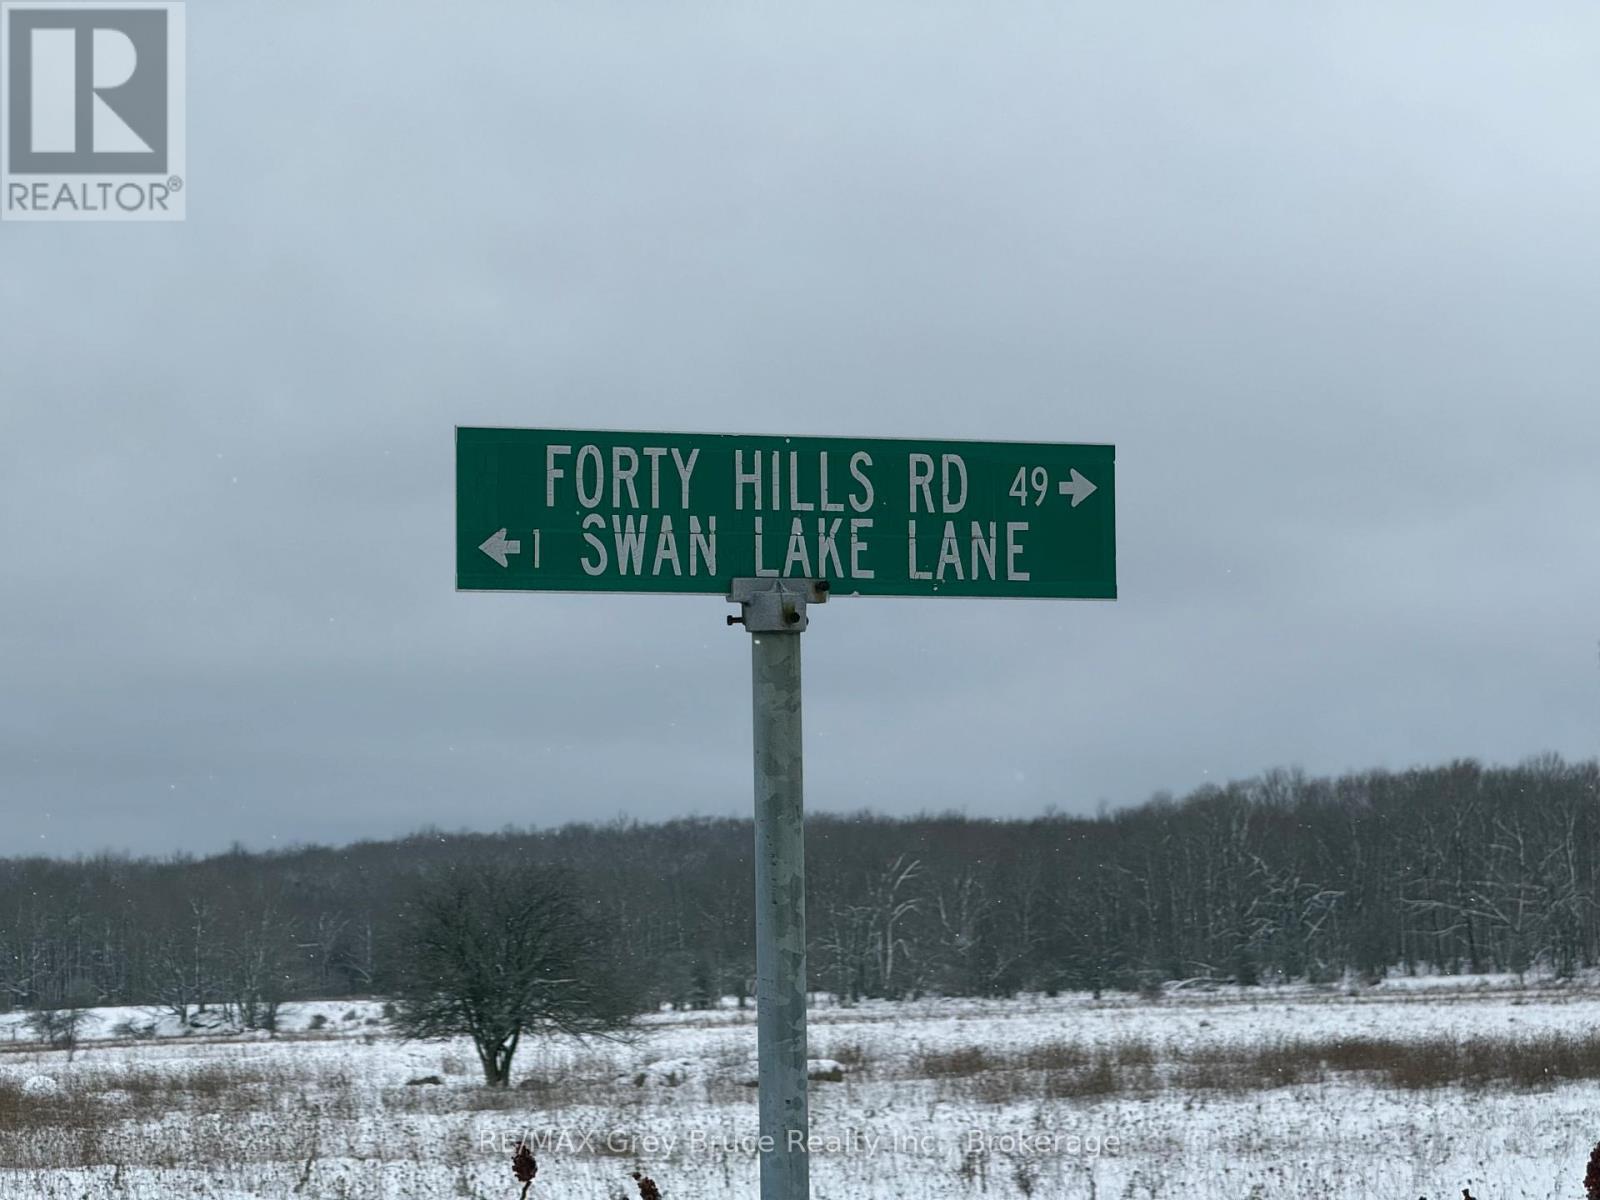 R
REALTOR®
FORTY HILLS RD 49 →
← 1 SWAN LAKE LANE
RE/MAX Grey Bruce Realty Inc., Brokerage